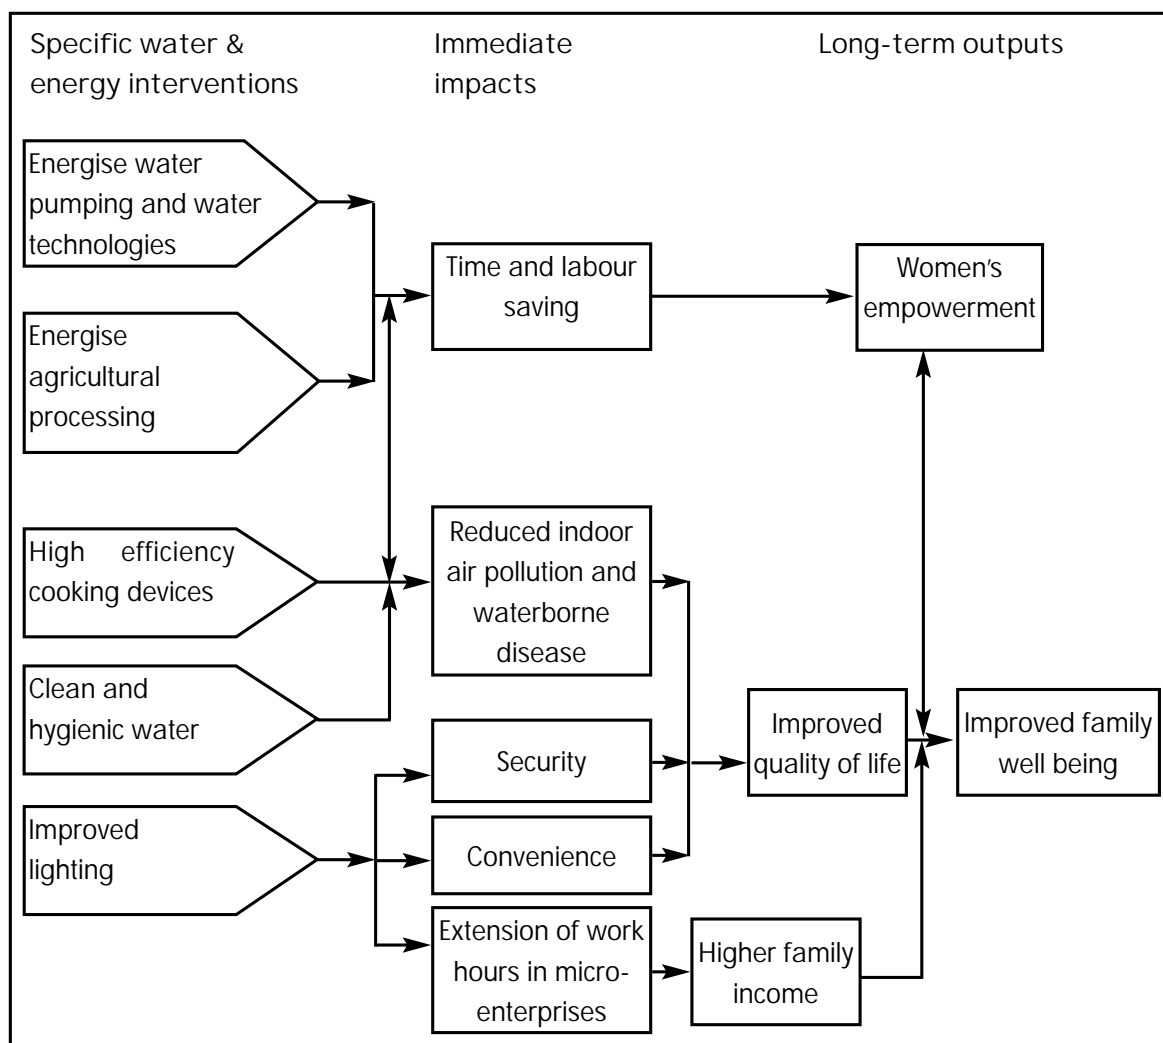 Specific water &
energy interventions
Immediate
impacts
Long-term outputs
Energise water
pumping and water
technologies
Energise
agricultural
processing
High efficiency
cooking devices
Clean and
hygienic water
Improved
lighting
Time and labour
saving
Reduced indoor
air pollution and
waterborne
disease
Security
Convenience
Extension of work
hours in micro-
enterprises
Women's
empowerment
Improved
quality of life
Improved family
well being
Higher family
income